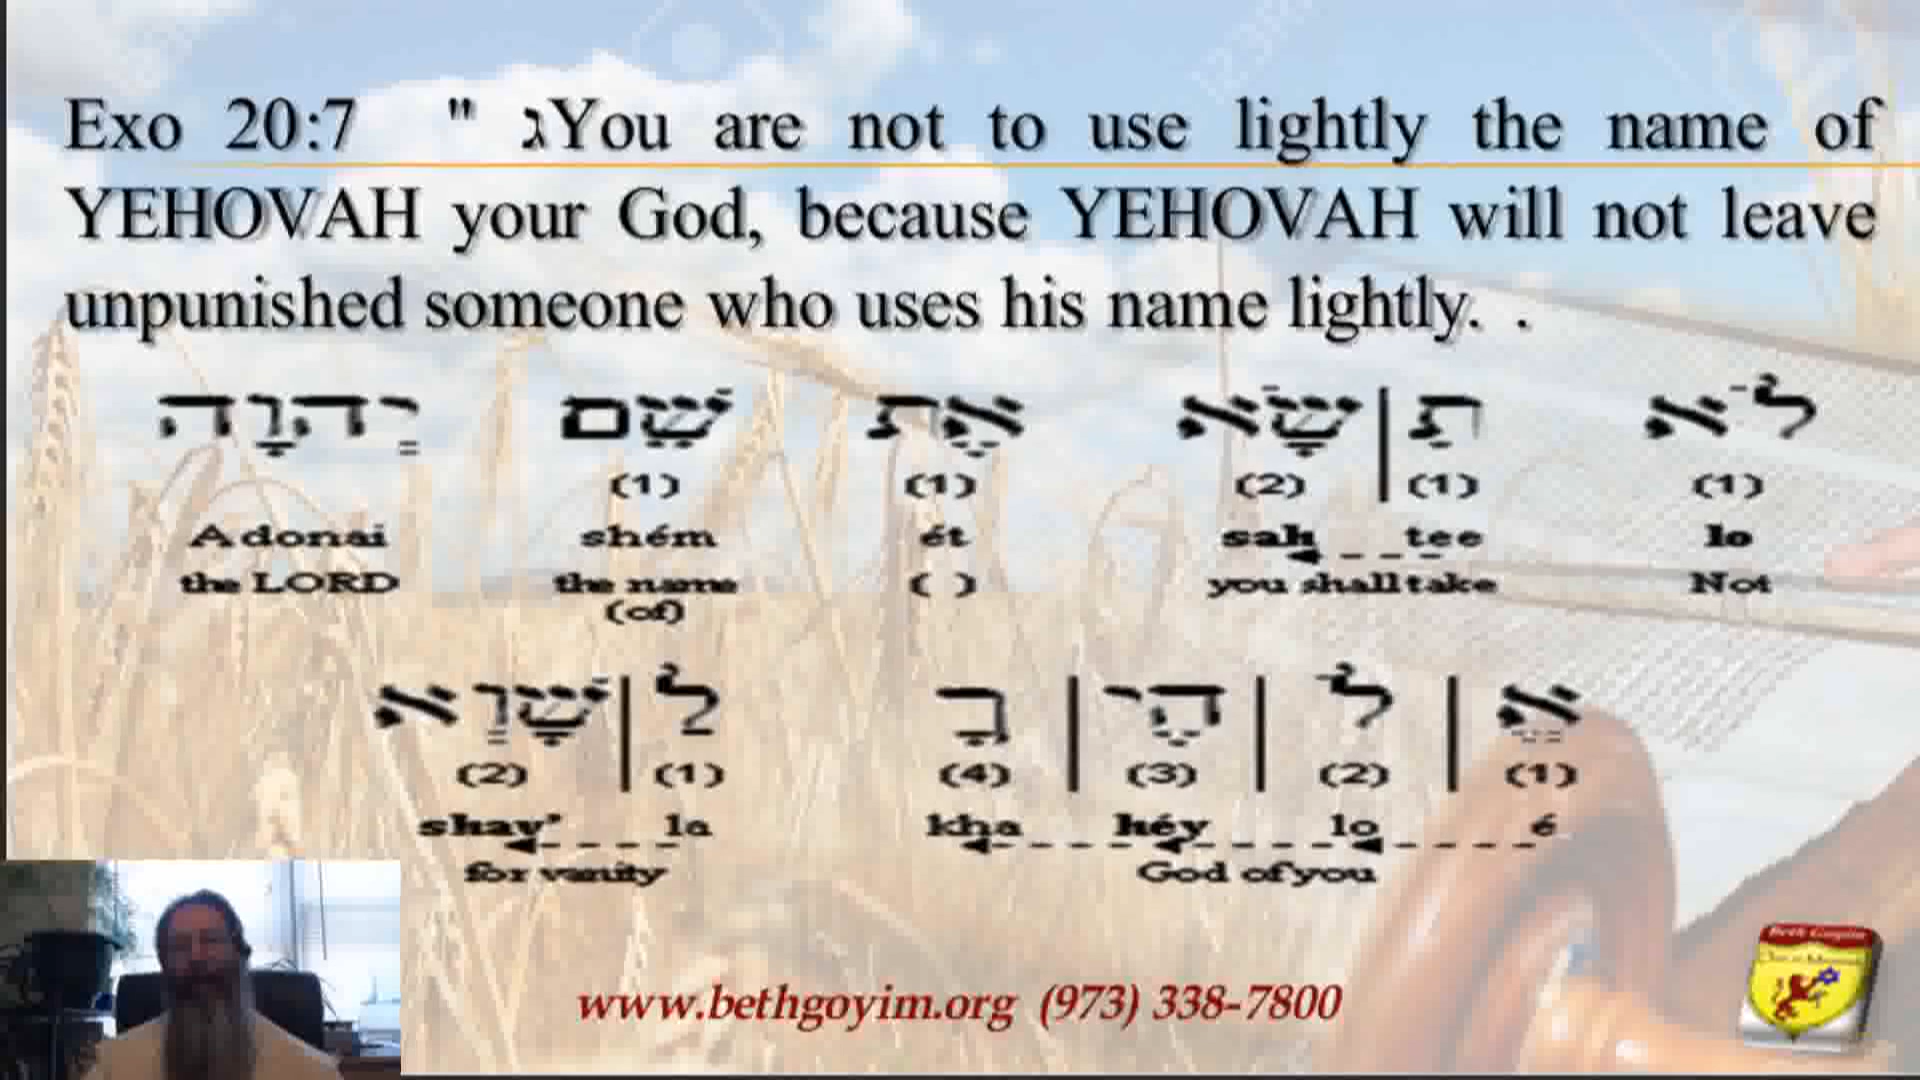 Exo 20:7 " גYou are not to use lightly the name of
YEHOVAH your God, because YEHOVAH will not leave
unpunished someone who uses his name lightly. .
לֹא תִ|שָּׂא אֶת שֵׁם יְהוָה
(1) (2) (1) (1) (1)
Adonai shém ét sah tee lo
the LORD the name ( ) you shall take Not
(of)
אֱ|לֹ|הֶי|ךָ לַ|שָּׁוְא
(2) (1) (4) (3) (2) (1)
shav' la kha héy lo é
for vanity God of you
www.bethgoyim.org (973) 338-7800
Beth Goyim